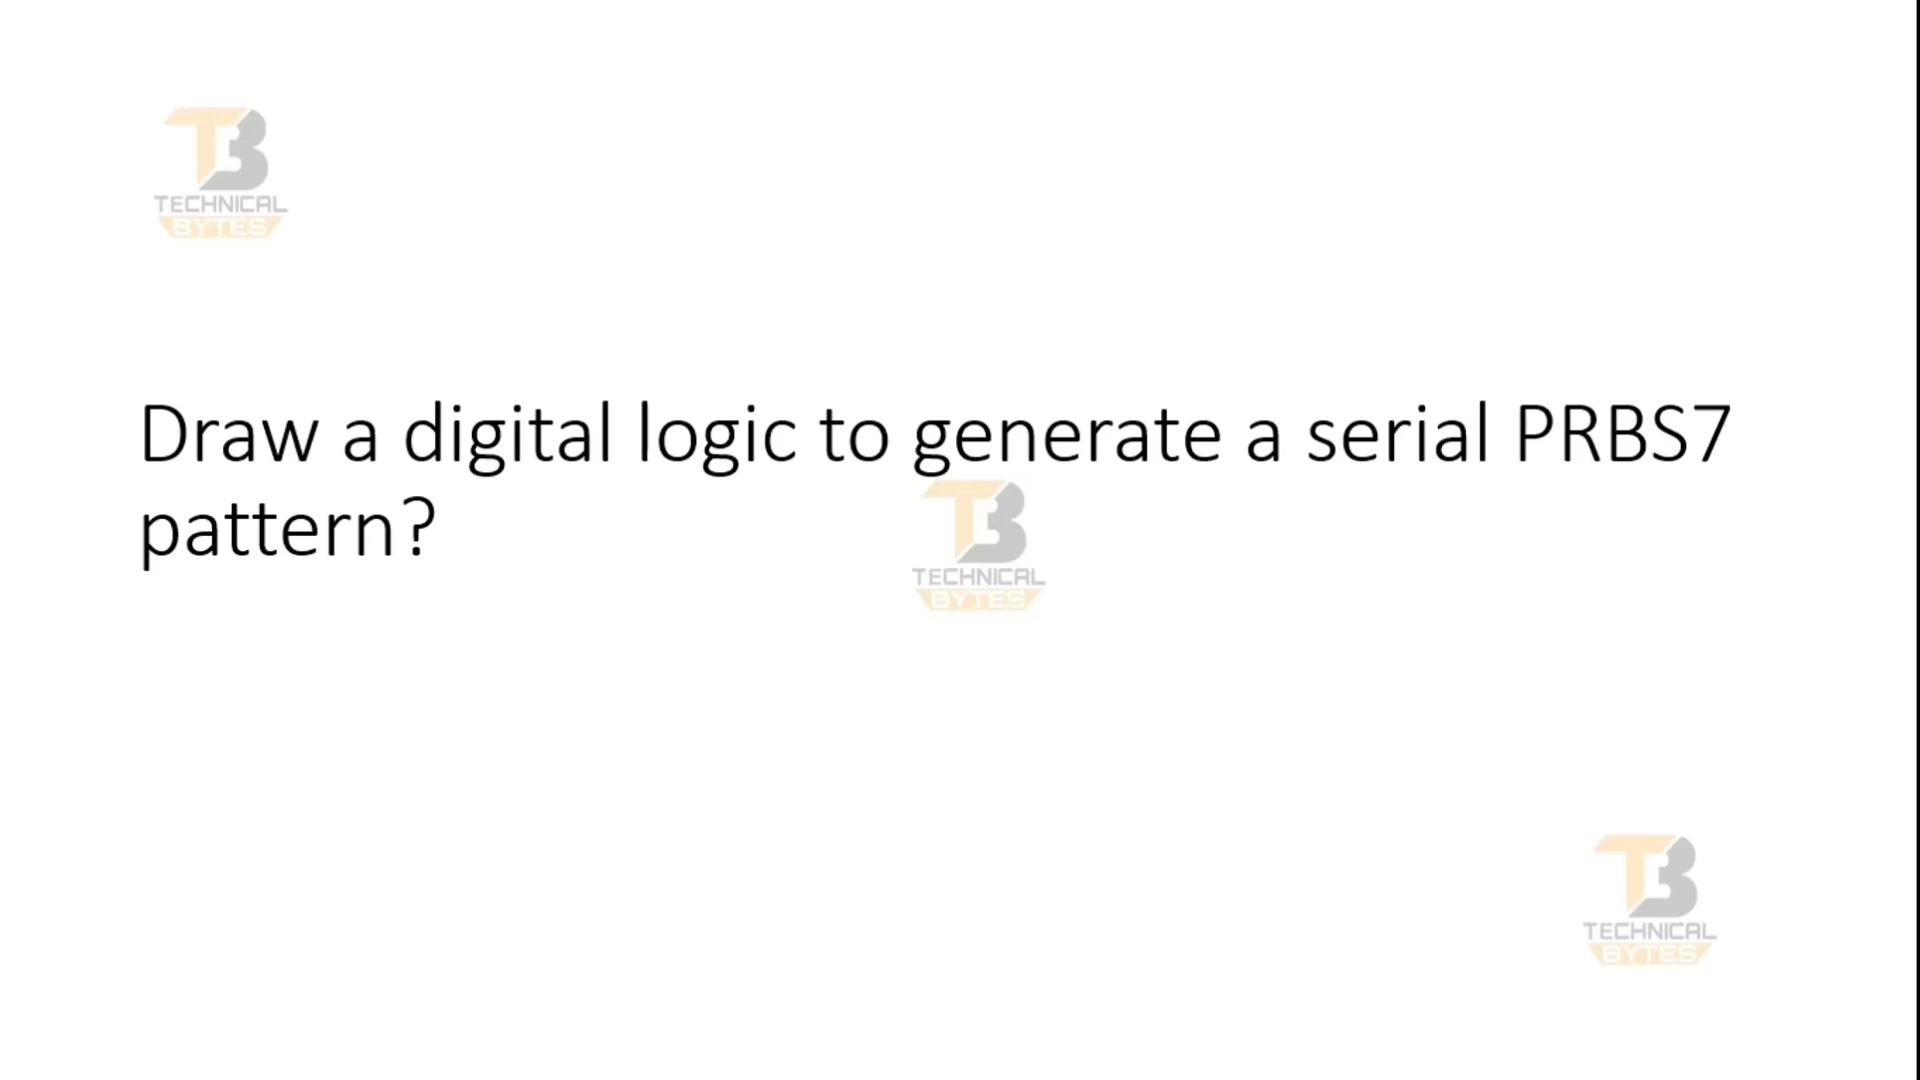 TECHNICAL
BYTES
Draw a digital logic to generate a serial PRBS7
pattern?
TECHNICAL
BYTES
TECHNICAL
BYTES